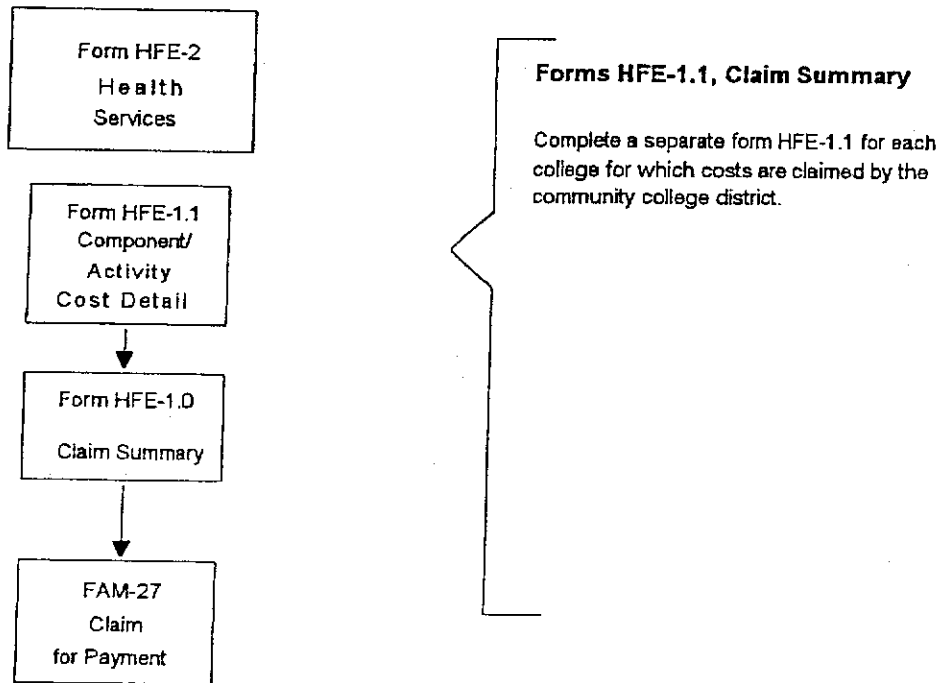 Form HFE-2
Health
Services
Form HFE-1.1
Component/
Activity
Cost Detail
Form HFE-1.0
Claim Summary
FAM-27
Claim
for Payment
Forms HFE-1.1, Claim Summary
Complete a separate form HFE-1.1 for each
college for which costs are claimed by the
community college district.